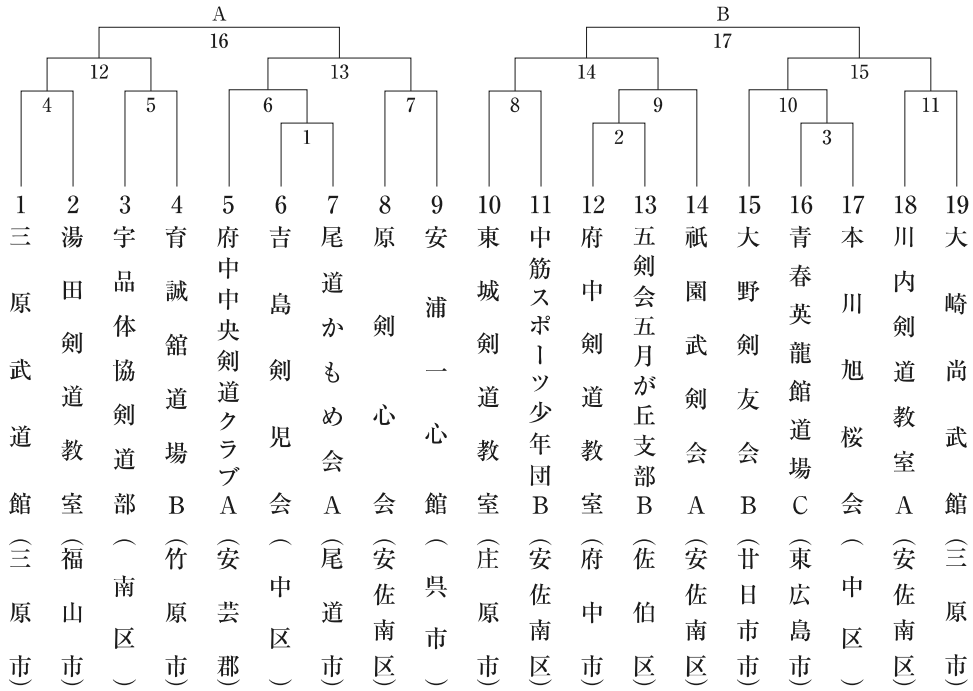 A B
16 17
12 13 14 15
4 5 6 7 8 9 10 11
1 2 3
1 三原武道館（三原市）
2 湯田剣道教室（福山市）
3 宇品体協剣道部（南区）
4 育誠舘道場B（竹原市）
5 府中中央剣道クラブA（安芸郡）
6 吉島剣児会（中区）
7 尾道かもめ会A（尾道市）
8 原剣心会（安佐南区）
9 安浦一心館（呉市）
10 東城剣道教室（庄原市）
11 中筋スポーツ少年団B（安佐南区）
12 府中剣道教室（府中市）
13 五剣会五月が丘支部B（佐伯区）
14 祇園武剣会A（安佐南区）
15 大野剣友会B（廿日市市）
16 青春英龍館道場C（東広島市）
17 本川旭桜会（中区）
18 川内剣道教室A（安佐南区）
19 大崎尚武館（三原市）